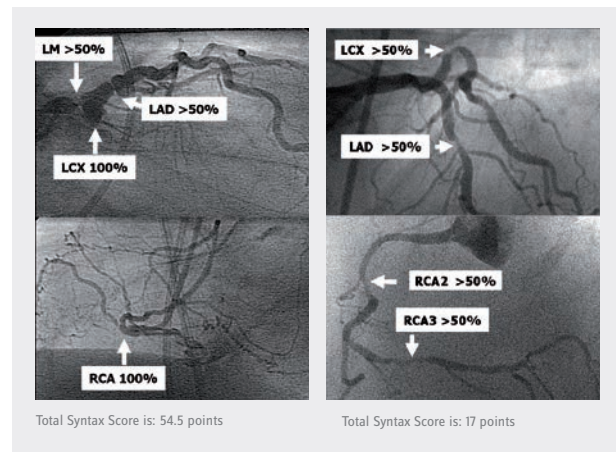 LM >50%
LAD >50%
LCX 100%
RCA 100%
Total Syntax Score is: 54.5 points
LCX >50%
LAD >50%
RCA2 >50%
RCA3 >50%
Total Syntax Score is: 17 points